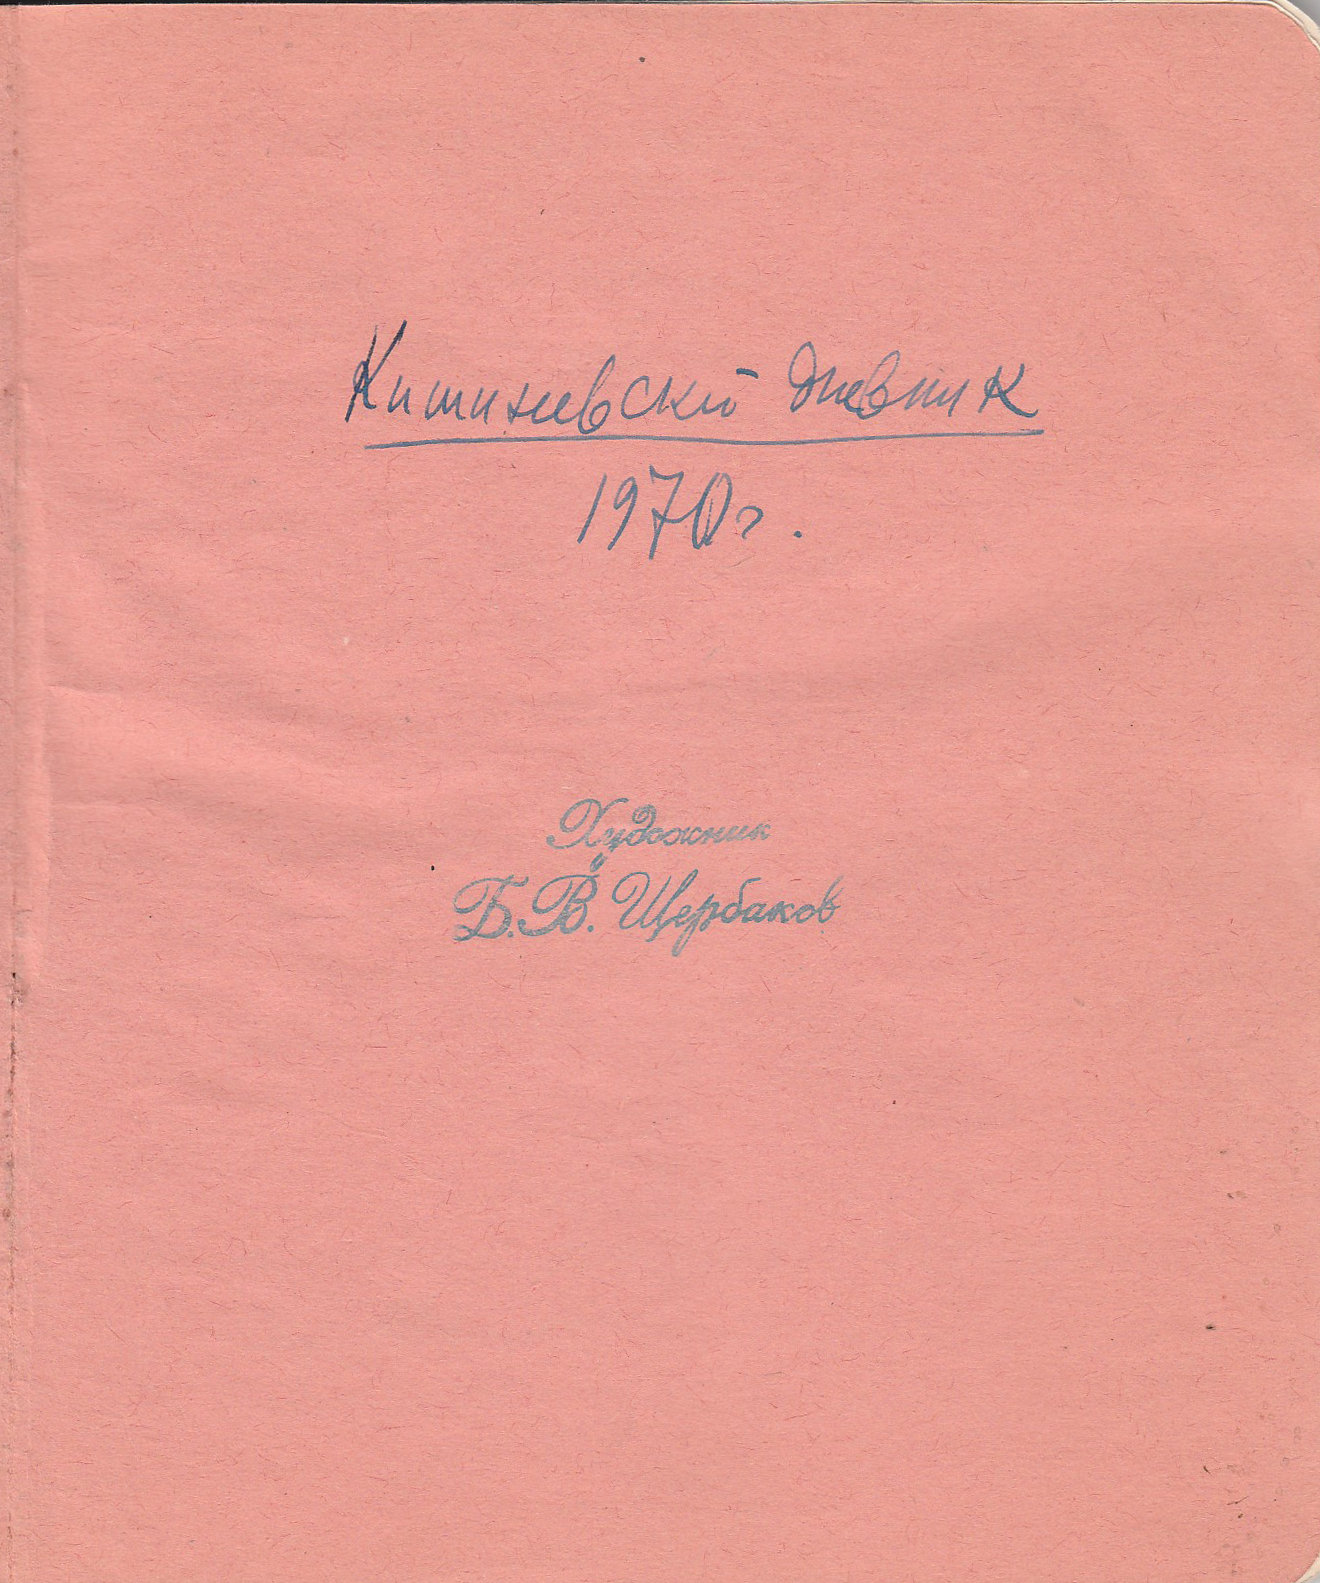 Кишиневский дневник
1970 г.
Художник
Б.В. Щербаков